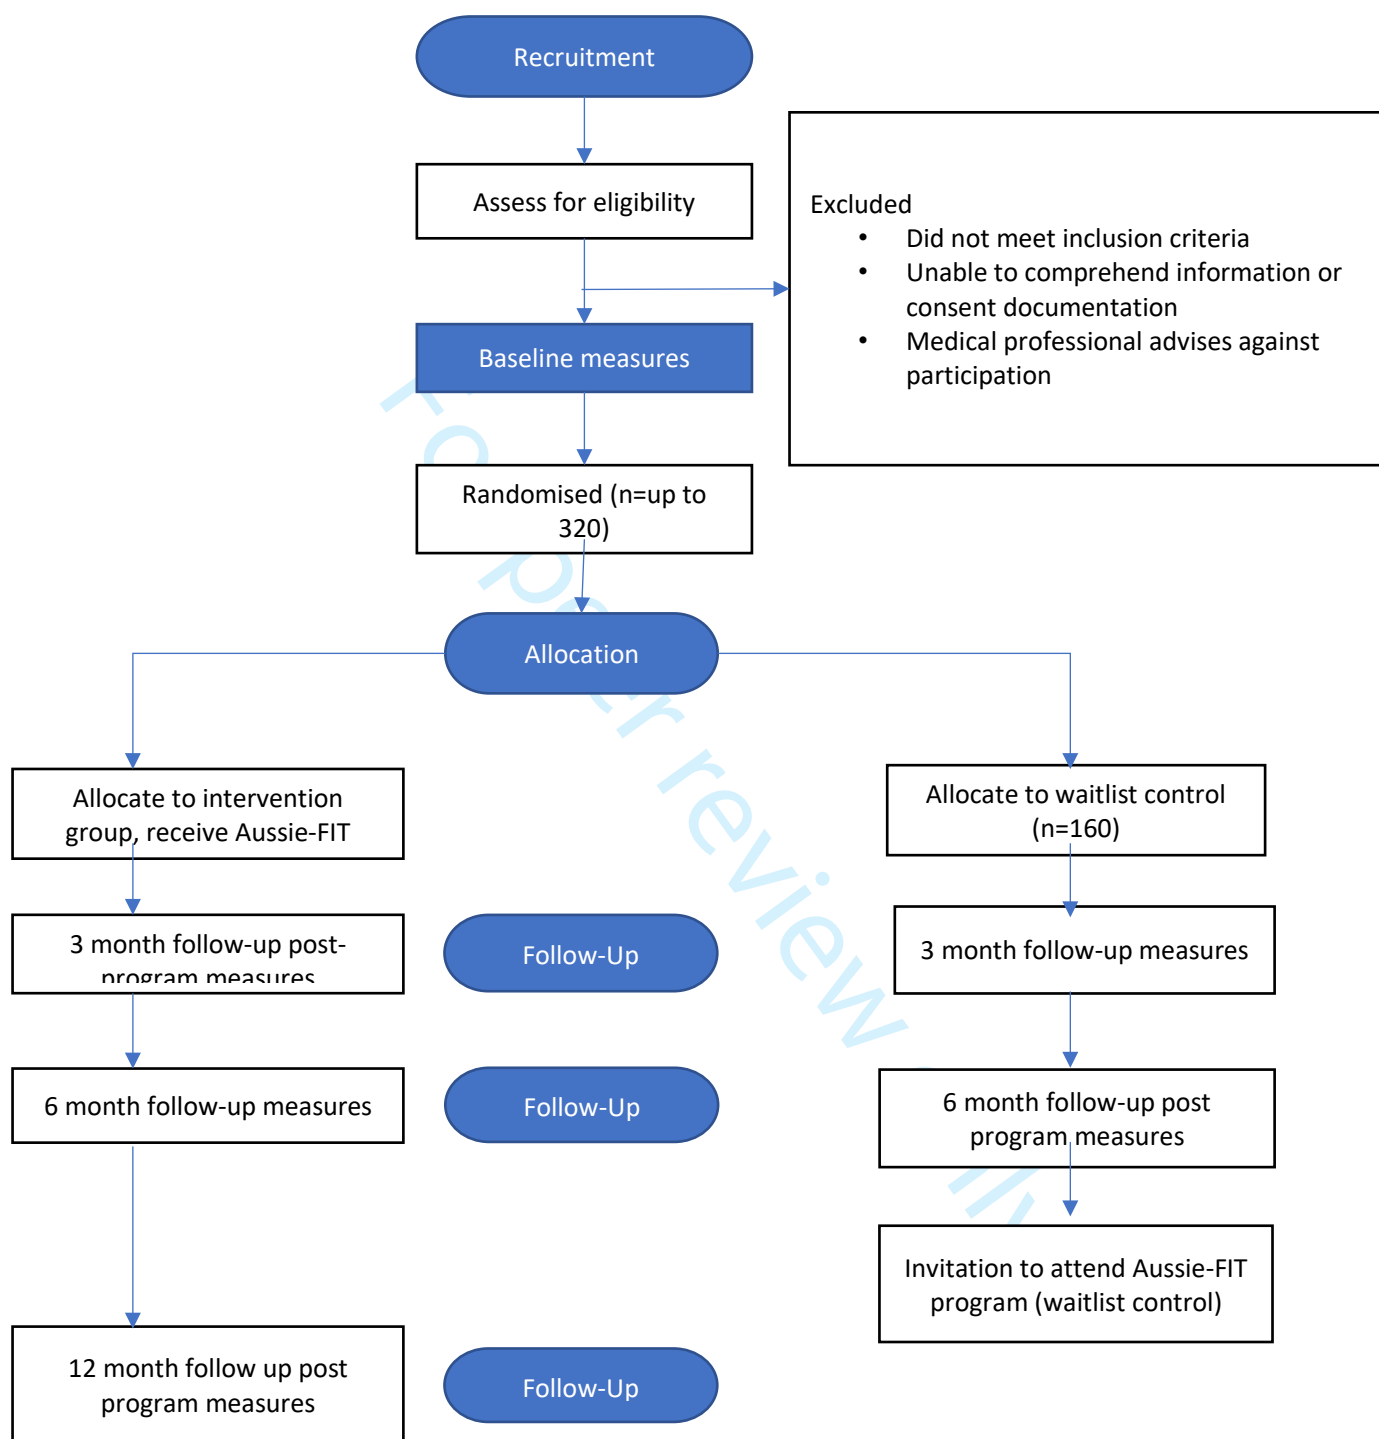 Recruitment
Assess for eligibility
Excluded
• Did not meet inclusion criteria
• Unable to comprehend information or
consent documentation
• Medical professional advises against
participation
Baseline measures
Randomised (n=up to
320)
Allocation
Allocate to intervention
group, receive Aussie-FIT
Allocate to waitlist control
(n=160)
3 month follow-up post-
program measures
Follow-Up
3 month follow-up measures
6 month follow-up measures
Follow-Up
6 month follow-up post
program measures
Invitation to attend Aussie-FIT
program (waitlist control)
12 month follow up post
program measures
Follow-Up